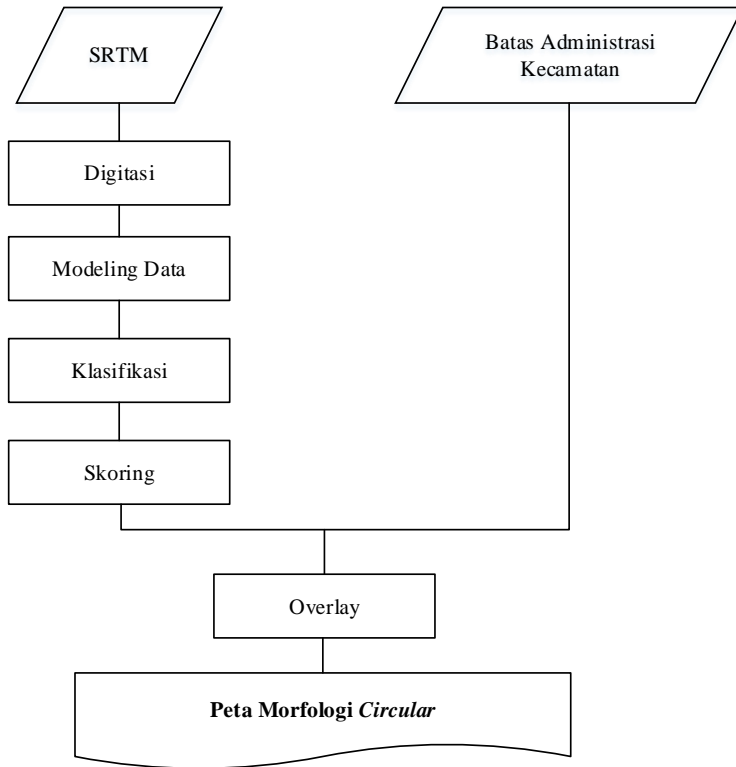 SRTM
Batas Administrasi
Kecamatan
Digitasi
Modeling Data
Klasifikasi
Skoring
Overlay
Peta Morfologi Circular